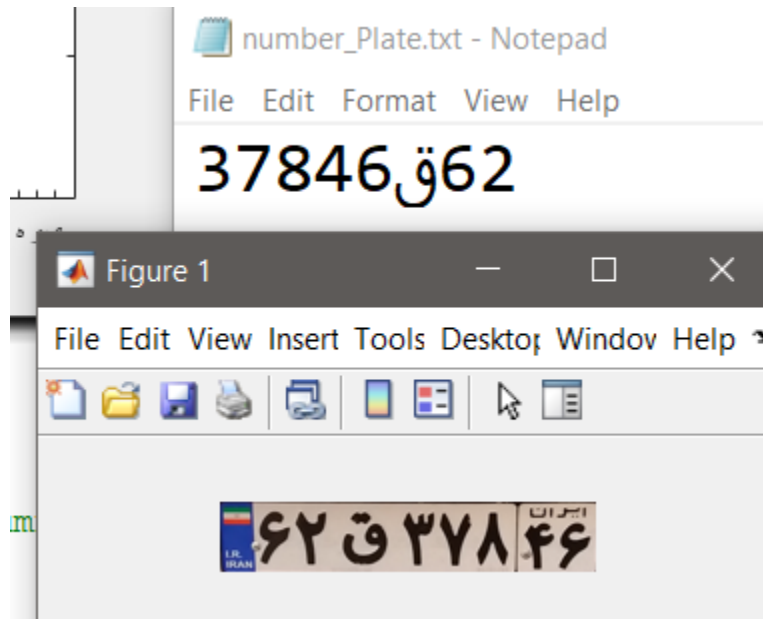 number_Plate.txt - Notepad
File Edit Format View Help
62ق37846
Figure 1
File Edit View Insert Tools Desktop Window Help
ایران
۶۲ ق ۳۷۸ ۴۶
I.R.
IRAN